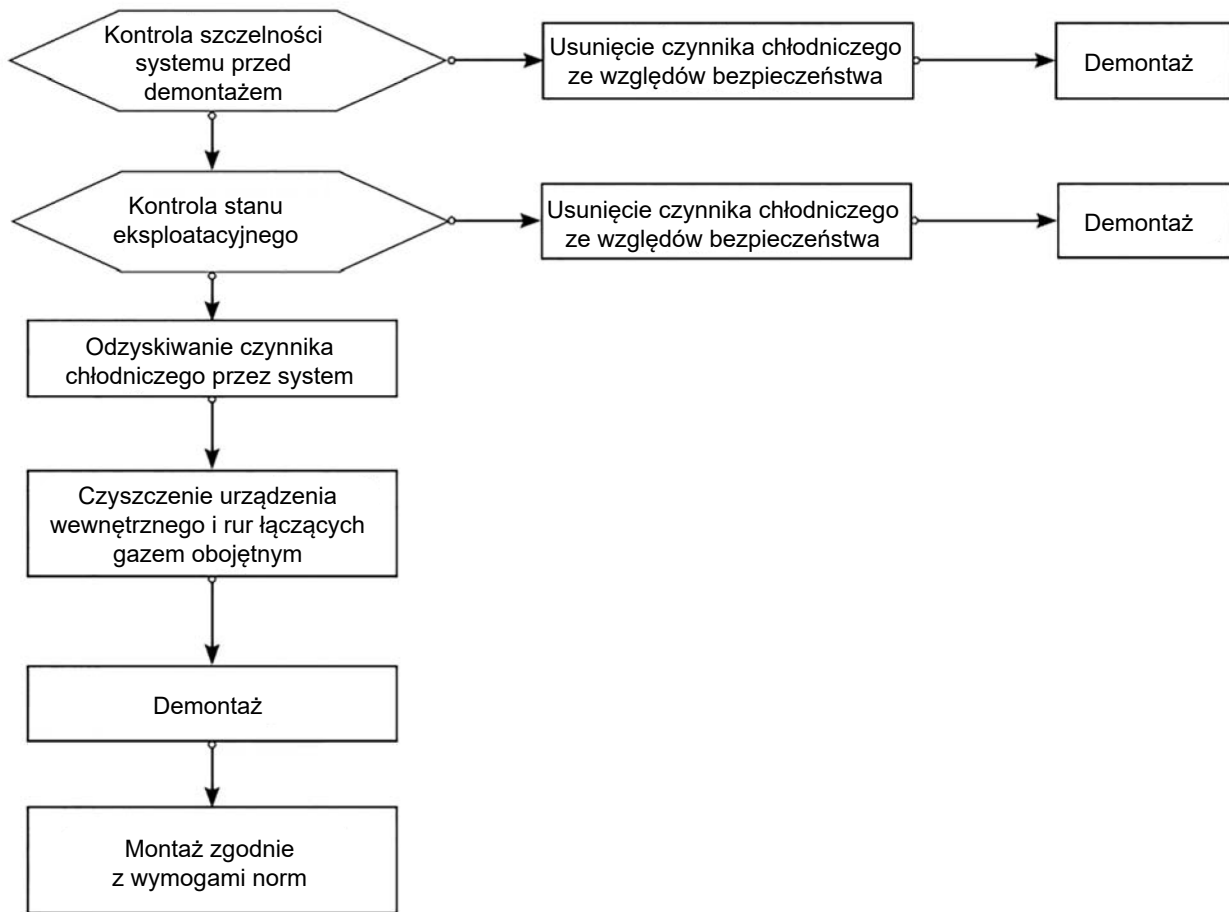 Kontrola szczelności
systemu przed
demontażem
Usunięcie czynnika chłodniczego
ze względów bezpieczeństwa
Demontaż
Kontrola stanu
eksploatacyjnego
Usunięcie czynnika chłodniczego
ze względów bezpieczeństwa
Demontaż
Odzyskiwanie czynnika
chłodniczego przez system
Czyszczenie urządzenia
wewnętrznego i rur łączących
gazem obojętnym
Demontaż
Montaż zgodnie
z wymogami norm